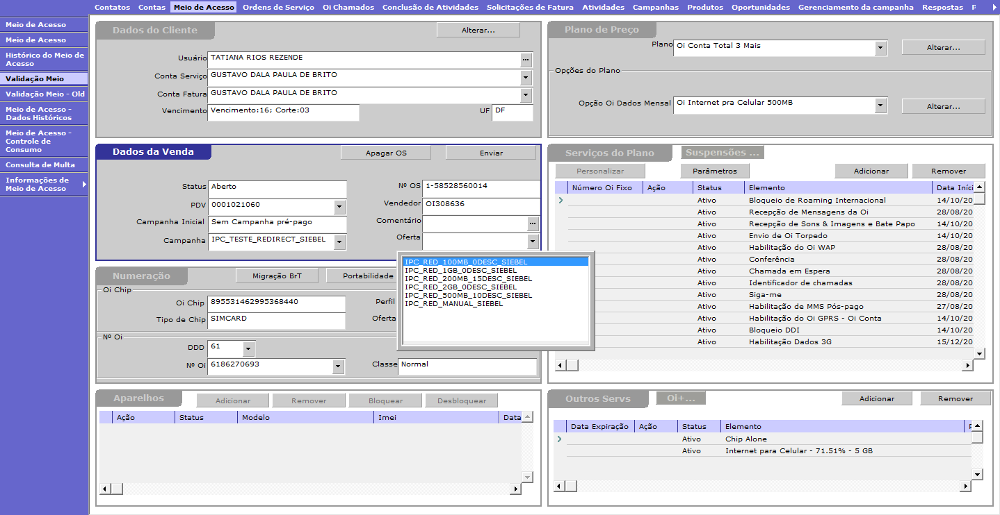 Contatos Contas Meio de Acesso Ordens de Serviço Oi Chamados Conclusão de Atividades Solicitações de Fatura Atividades Campanhas Produtos Oportunidades Gerenciamento da campanha Respostas
Meio de Acesso
Meio de Acesso
Histórico do Meio de
Acesso
Validação Meio
Validação Meio - Old
Meio de Acesso -
Dados Históricos
Meio de Acesso -
Controle de
Consumo
Consulta de Multa
Informações de
Meio de Acesso
Dados do Cliente Alterar...
Usuário TATIANA RIOS REZENDE ...
Conta Serviço GUSTAVO DALA PAULA DE BRITO
Conta Fatura GUSTAVO DALA PAULA DE BRITO
Vencimento Vencimento:16; Corte:03 UF DF
Plano de Preço
Plano Oi Conta Total 3 Mais Alterar...
Opções do Plano
Opção Oi Dados Mensal Oi Internet pra Celular 500MB Alterar...
Dados da Venda Apagar OS Enviar
Status Aberto Nº OS 1-58528560014
PDV 0001021060 Vendedor OI308636
Campanha Inicial Sem Campanha pré-pago Comentário ...
Campanha IPC_TESTE_REDIRECT_SIEBEL Oferta
IPC_RED_100MB_0DESC_SIEBEL
IPC_RED_1GB_0DESC_SIEBEL
IPC_RED_200MB_15DESC_SIEBEL
IPC_RED_2GB_0DESC_SIEBEL
IPC_RED_500MB_10DESC_SIEBEL
IPC_RED_MANUAL_SIEBEL
Serviços do Plano Suspensões ...
Personalizar Parâmetros Adicionar Remover
Número Oi Fixo Ação Status Elemento Data Iníci
Ativo Bloqueio de Roaming Internacional 14/10/20
Ativo Recepção de Mensagens da Oi 28/08/20
Ativo Recepção de Sons & Imagens e Bate Papo 14/10/20
Ativo Envio de Oi Torpedo 14/10/20
Ativo Habilitação do Oi WAP 28/08/20
Ativo Conferência 28/08/20
Ativo Chamada em Espera 28/08/20
Ativo Identificador de chamadas 28/08/20
Ativo Siga-me 28/08/20
Ativo Habilitação de MMS Pós-pago 27/08/20
Ativo Habilitação do Oi GPRS - Oi Conta 14/10/20
Ativo Bloqueio DDI 14/10/20
Ativo Habilitação Dados 3G 15/12/20
Numeração Migração BrT Portabilidade
Oi Chip
Oi Chip 895531462995368440 Perfil
Tipo de Chip SIMCARD Oferta
Nº Oi
DDD 61
Nº Oi 6186270693 Classe Normal
Aparelhos Adicionar Remover Bloquear Desbloquear
Ação Status Modelo Imei Data
Outros Servs Oi+... Adicionar Remover
Data Expiração Ação Status Elemento
Ativo Chip Alone
Ativo Internet para Celular - 71.51% - 5 GB